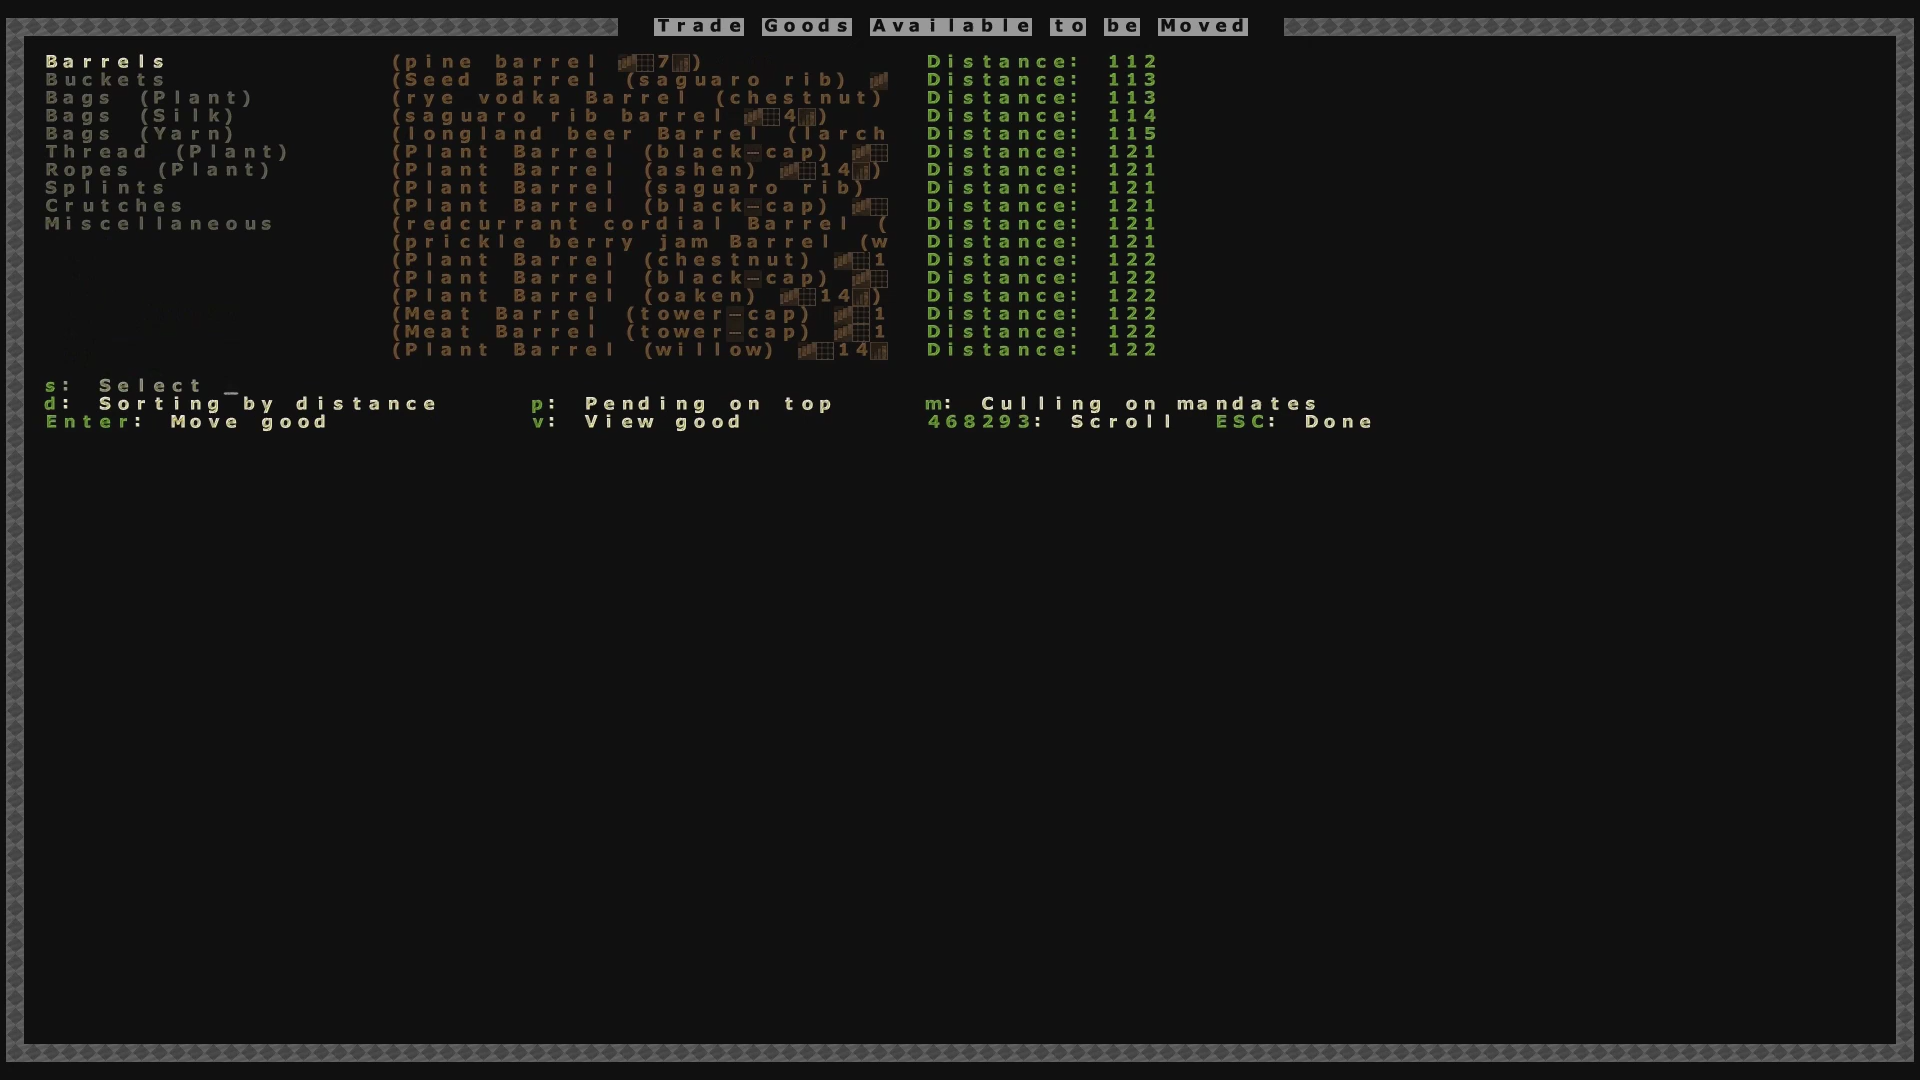 Trade Goods Available to be Moved
Barrels (pine barrel 7) Distance: 112
Buckets (Seed Barrel (saguaro rib) Distance: 113
Bags (Plant) (rye vodka Barrel (chestnut) Distance: 113
Bags (Silk) (saguaro rib barrel 4) Distance: 114
Bags (Yarn) (longland beer Barrel (larch Distance: 115
Thread (Plant) (Plant Barrel (black-cap) Distance: 121
Ropes (Plant) (Plant Barrel (ashen) 14) Distance: 121
Splints (Plant Barrel (saguaro rib) Distance: 121
Crutches (Plant Barrel (black-cap) Distance: 121
Miscellaneous (redcurrant cordial Barrel ( Distance: 121
(prickle berry jam Barrel (w Distance: 121
(Plant Barrel (chestnut) 1 Distance: 122
(Plant Barrel (black-cap) Distance: 122
(Plant Barrel (oaken) 14) Distance: 122
(Meat Barrel (tower-cap) 1 Distance: 122
(Meat Barrel (tower-cap) 1 Distance: 122
(Plant Barrel (willow) 14 Distance: 122
s: Select _
d: Sorting by distance p: Pending on top m: Culling on mandates
Enter: Move good v: View good 468293: Scroll ESC: Done